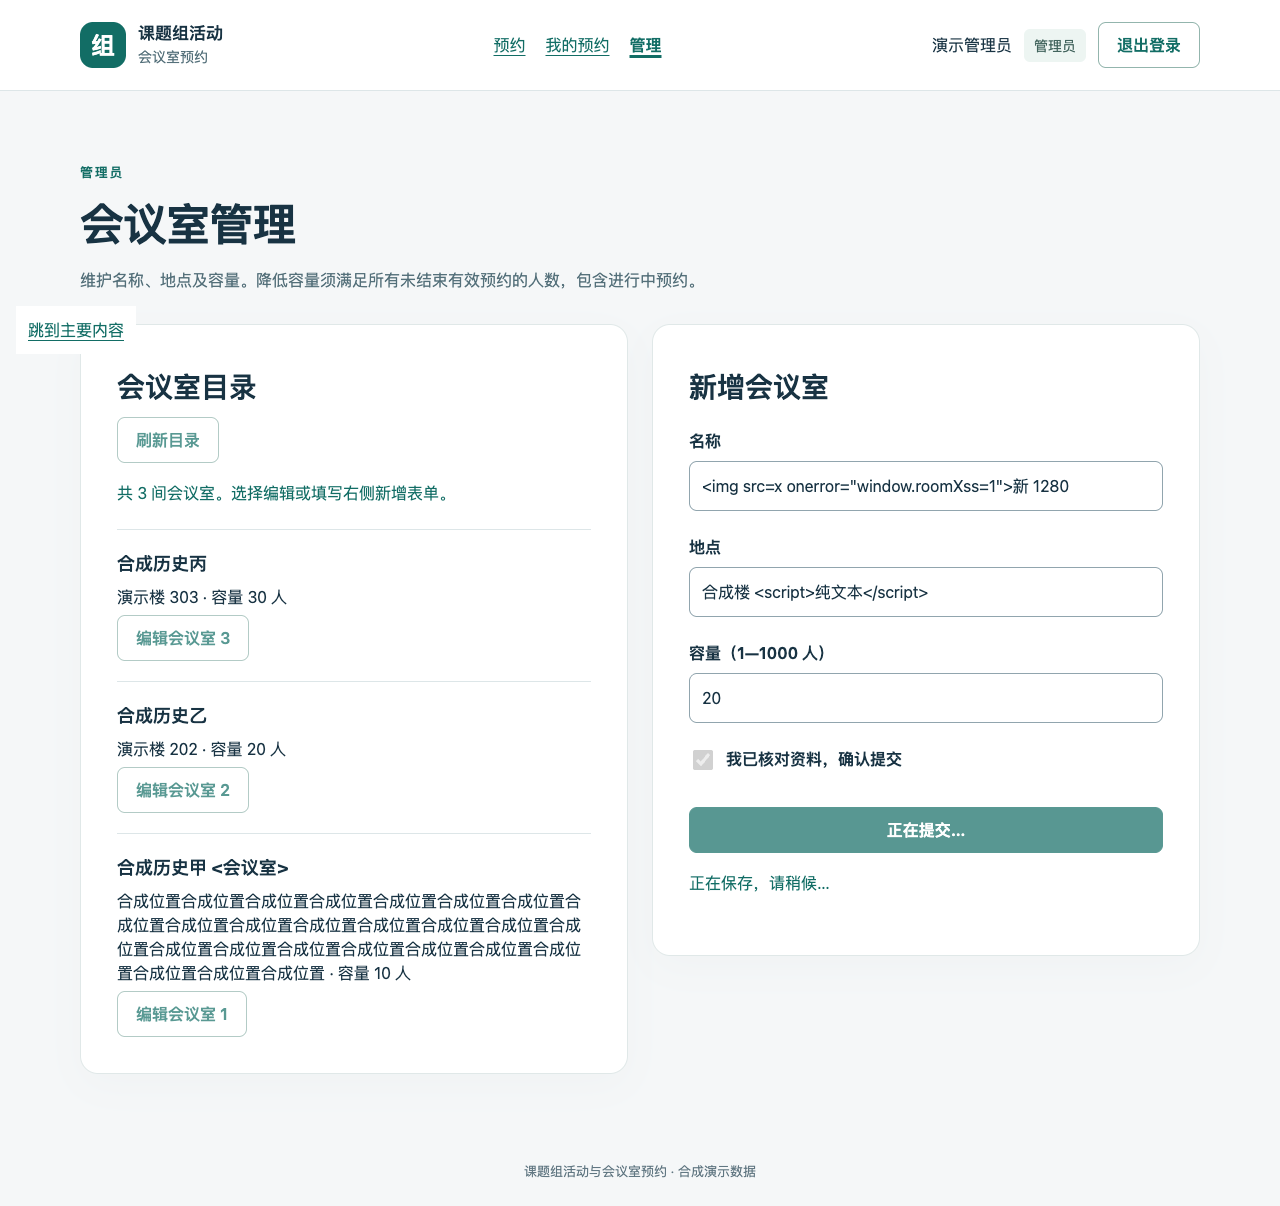 组
课题组活动
会议室预约
预约
我的预约
管理
演示管理员
管理员
退出登录
管理员
会议室管理
维护名称、地点及容量。降低容量须满足所有未结束有效预约的人数，包含进行中预约。
跳到主要内容
会议室目录
刷新目录
共 3 间会议室。选择编辑或填写右侧新增表单。
合成历史丙
演示楼 303 · 容量 30 人
编辑会议室 3
合成历史乙
演示楼 202 · 容量 20 人
编辑会议室 2
合成历史甲 <会议室>
合成位置合成位置合成位置合成位置合成位置合成位置合成位置合
成位置合成位置合成位置合成位置合成位置合成位置合成位置合成
位置合成位置合成位置合成位置合成位置合成位置合成位置合成位
置合成位置合成位置合成位置 · 容量 10 人
编辑会议室 1
新增会议室
名称
<img src=x onerror="window.roomXss=1">新 1280
地点
合成楼 <script>纯文本</script>
容量（1—1000 人）
20
我已核对资料，确认提交
正在提交...
正在保存，请稍候...
课题组活动与会议室预约 · 合成演示数据